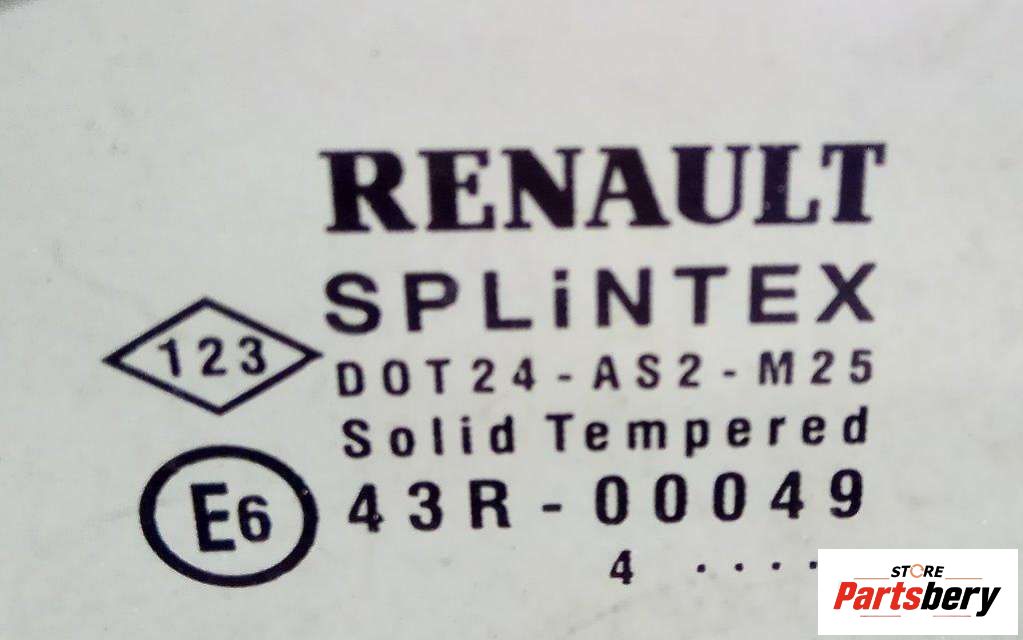 RENAULT
SPLiNTEX
123
DOT24-AS2-M25
Solid Tempered
E6
43R-00049
4 ....
STORE
Partsbery